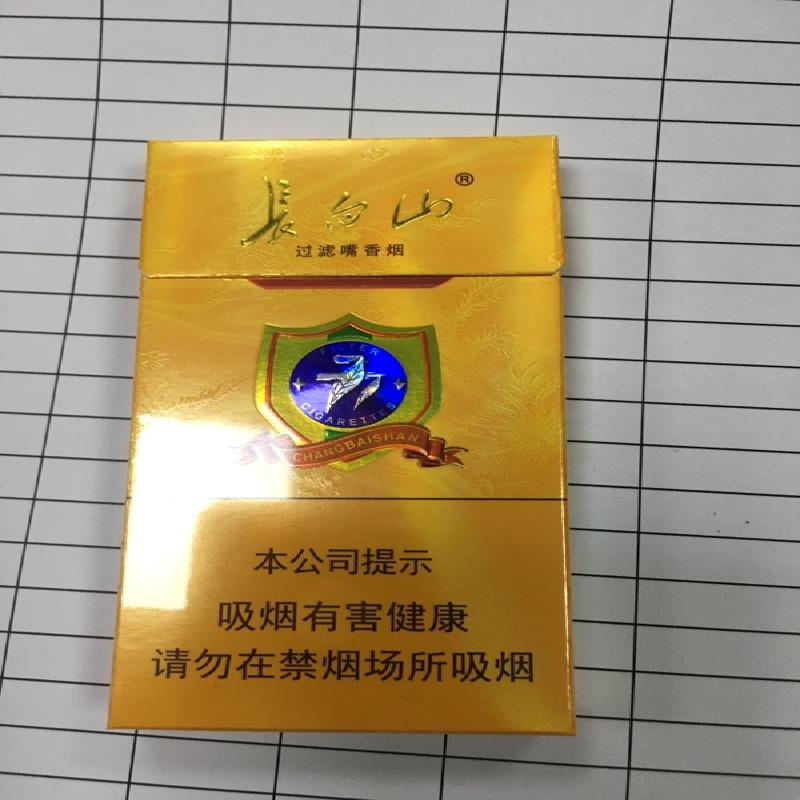 長白山®
过滤嘴香烟
FILTER
CIGARETTES
CHANGBAISHAN
本公司提示
吸烟有害健康
请勿在禁烟场所吸烟